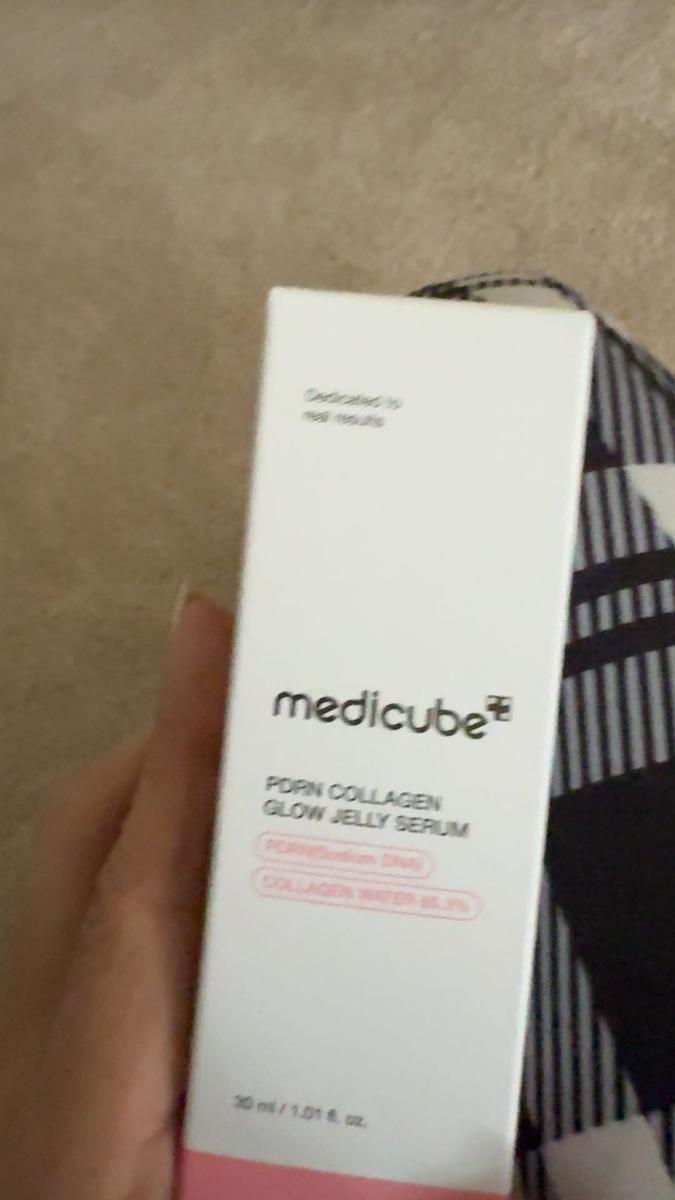 Dedicated to
real results
medicube
PDRN COLLAGEN
GLOW JELLY SERUM
PDRN(Sodium DNA)
COLLAGEN WATER
30 ml / 1.01 fl. oz.